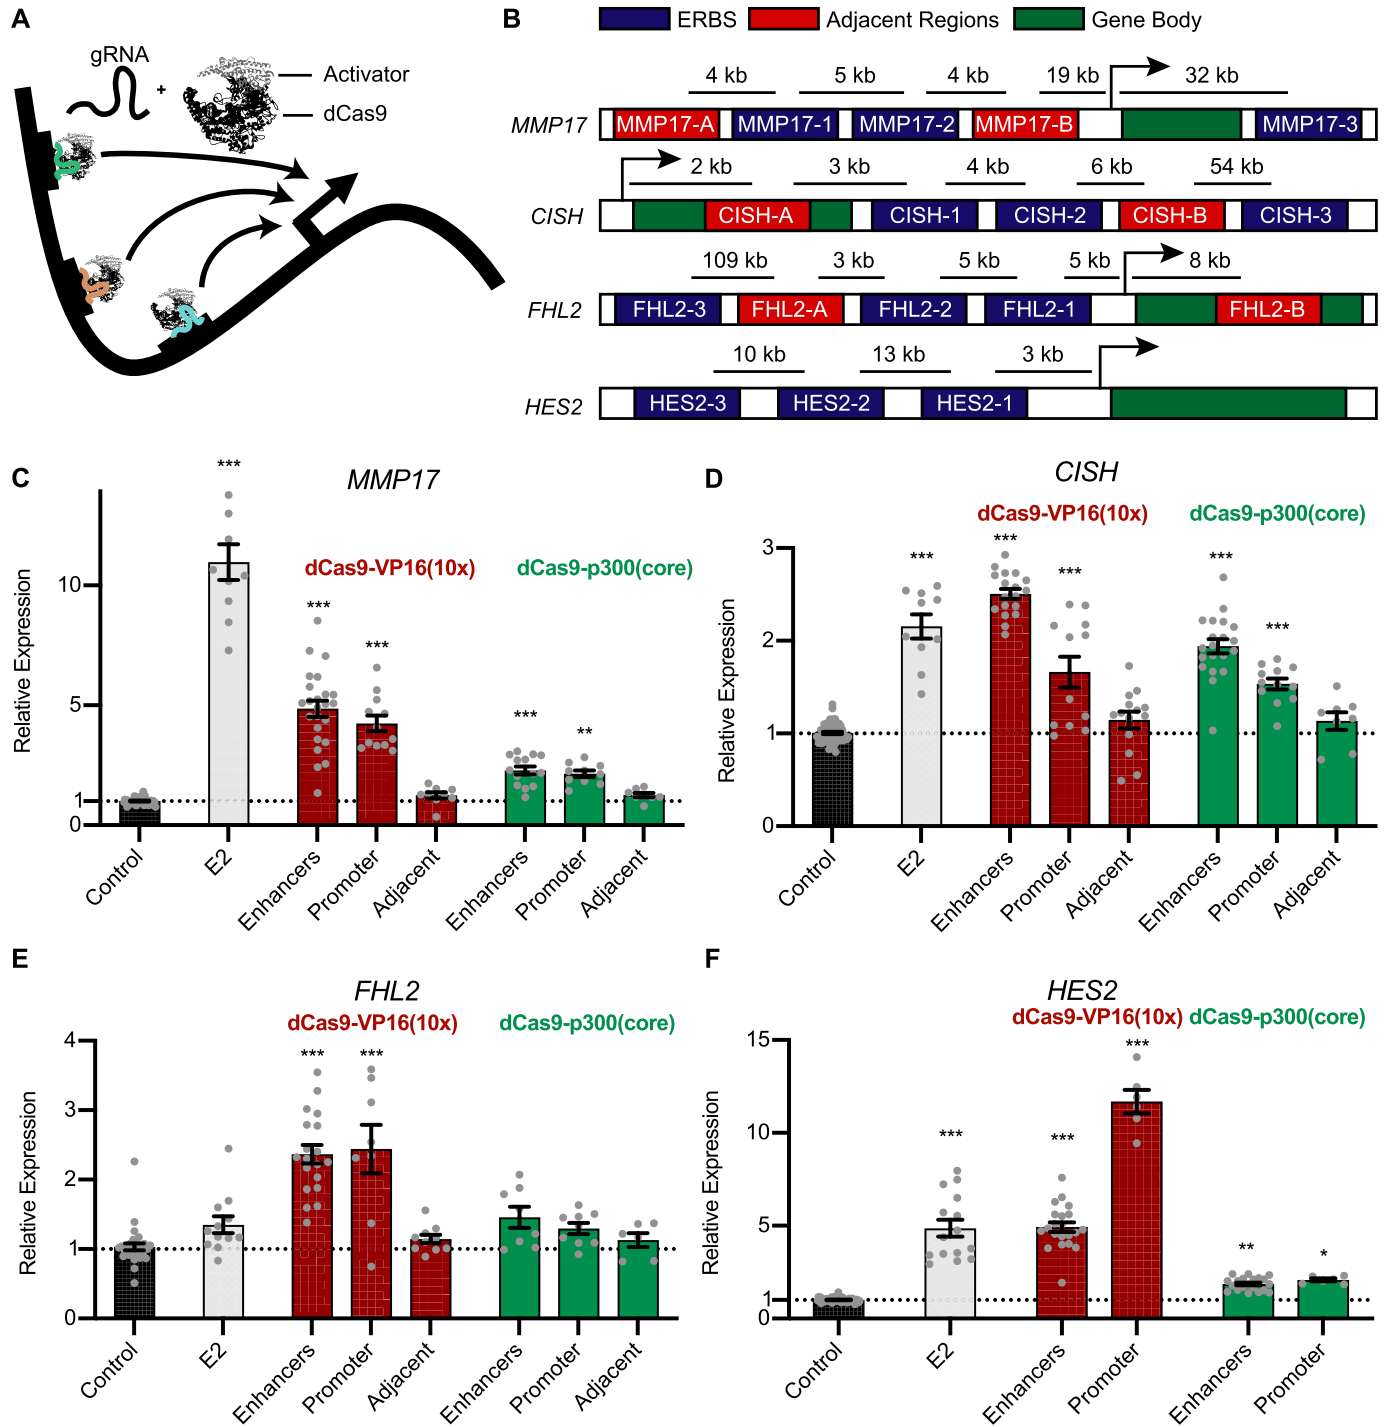 A
gRNA
+
Activator
dCas9
B
ERBS
Adjacent Regions
Gene Body
4 kb 5 kb 4 kb 19 kb 32 kb
MMP17 MMP17-A MMP17-1 MMP17-2 MMP17-B MMP17-3
2 kb 3 kb 4 kb 6 kb 54 kb
CISH CISH-A CISH-1 CISH-2 CISH-B CISH-3
109 kb 3 kb 5 kb 5 kb 8 kb
FHL2 FHL2-3 FHL2-A FHL2-2 FHL2-1 FHL2-B
10 kb 13 kb 3 kb
HES2 HES2-3 HES2-2 HES2-1
C
MMP17
dCas9-VP16(10x) dCas9-p300(core)
Relative Expression
10
5
1
0
*** *** *** *** **
Control E2 Enhancers Promoter Adjacent Enhancers Promoter Adjacent
D
CISH
dCas9-VP16(10x) dCas9-p300(core)
Relative Expression
3
2
1
0
*** *** *** *** ***
Control E2 Enhancers Promoter Adjacent Enhancers Promoter Adjacent
E
FHL2
dCas9-VP16(10x) dCas9-p300(core)
Relative Expression
4
3
2
1
0
*** ***
Control E2 Enhancers Promoter Adjacent Enhancers Promoter Adjacent
F
HES2
dCas9-VP16(10x) dCas9-p300(core)
Relative Expression
15
10
5
1
0
*** *** *** ** *
Control E2 Enhancers Promoter Enhancers Promoter